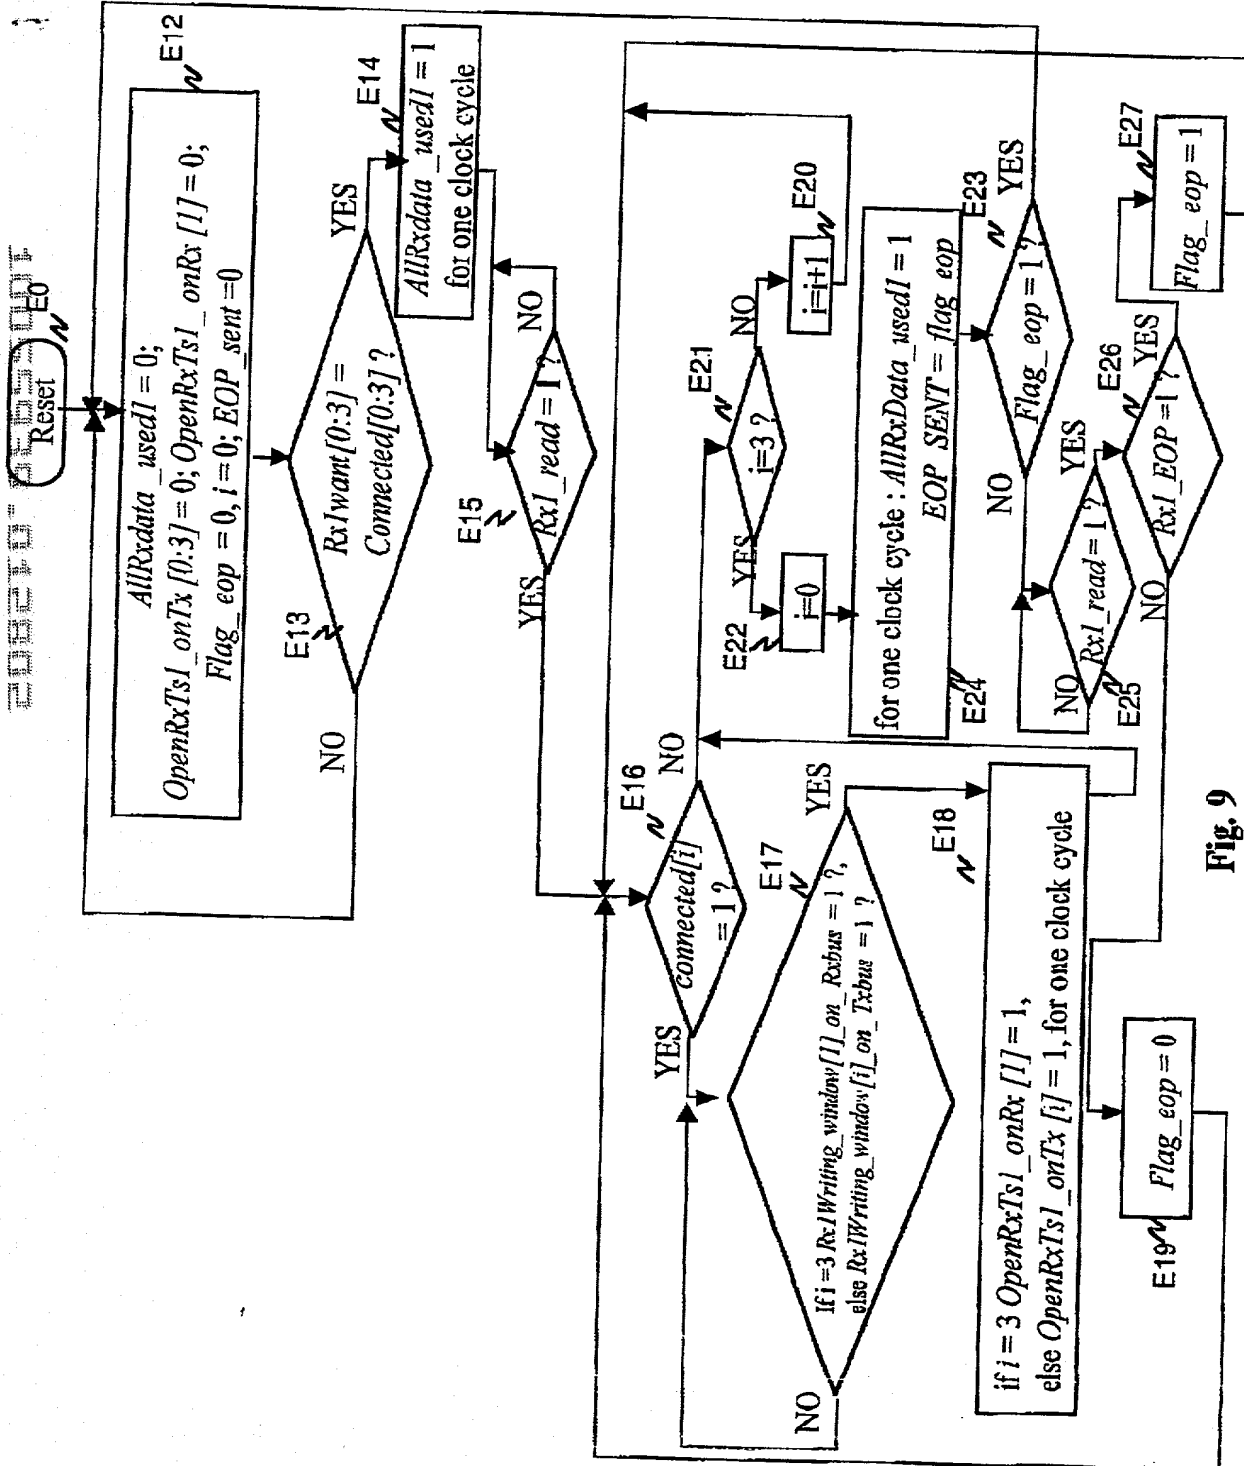 E0
Reset
E12
AllRxdata_used1 = 0;
OpenRxTs1_onTx [0:3] = 0; OpenRxTs1_onRx [1] = 0;
Flag_eop = 0, i=0; EOP_sent =0
E13
Rx1want[0:3] =
Connected[0:3] ?
YES
NO
E14
AllRxdata_used1 = 1
for one clock cycle
E15
Rx1_read = 1 ?
NO
YES
E16
connected[i]
= 1 ?
NO
YES
E17
If i=3 Rx1Writing_window[1]_on_Rxbus = 1 ?,
else Rx1Writing_window[i]_on_Txbus = 1 ?
YES
NO
E18
if i = 3 OpenRxTs1_onRx [1] = 1,
else OpenRxTs1_onTx [i] = 1, for one clock cycle
E21
i=3 ?
NO
YES
E20
i=i+1
E22
i=0
E24
for one clock cycle : AllRxData_used1 = 1
EOP SENT = flag_eop
E23
Flag_eop = 1 ?
YES
NO
E25
Rx1_read = 1 ?
YES
NO
E26
Rx1_EOP =1 ?
YES
NO
E27
Flag_eop = 1
E19
Flag_eop = 0
Fig. 9